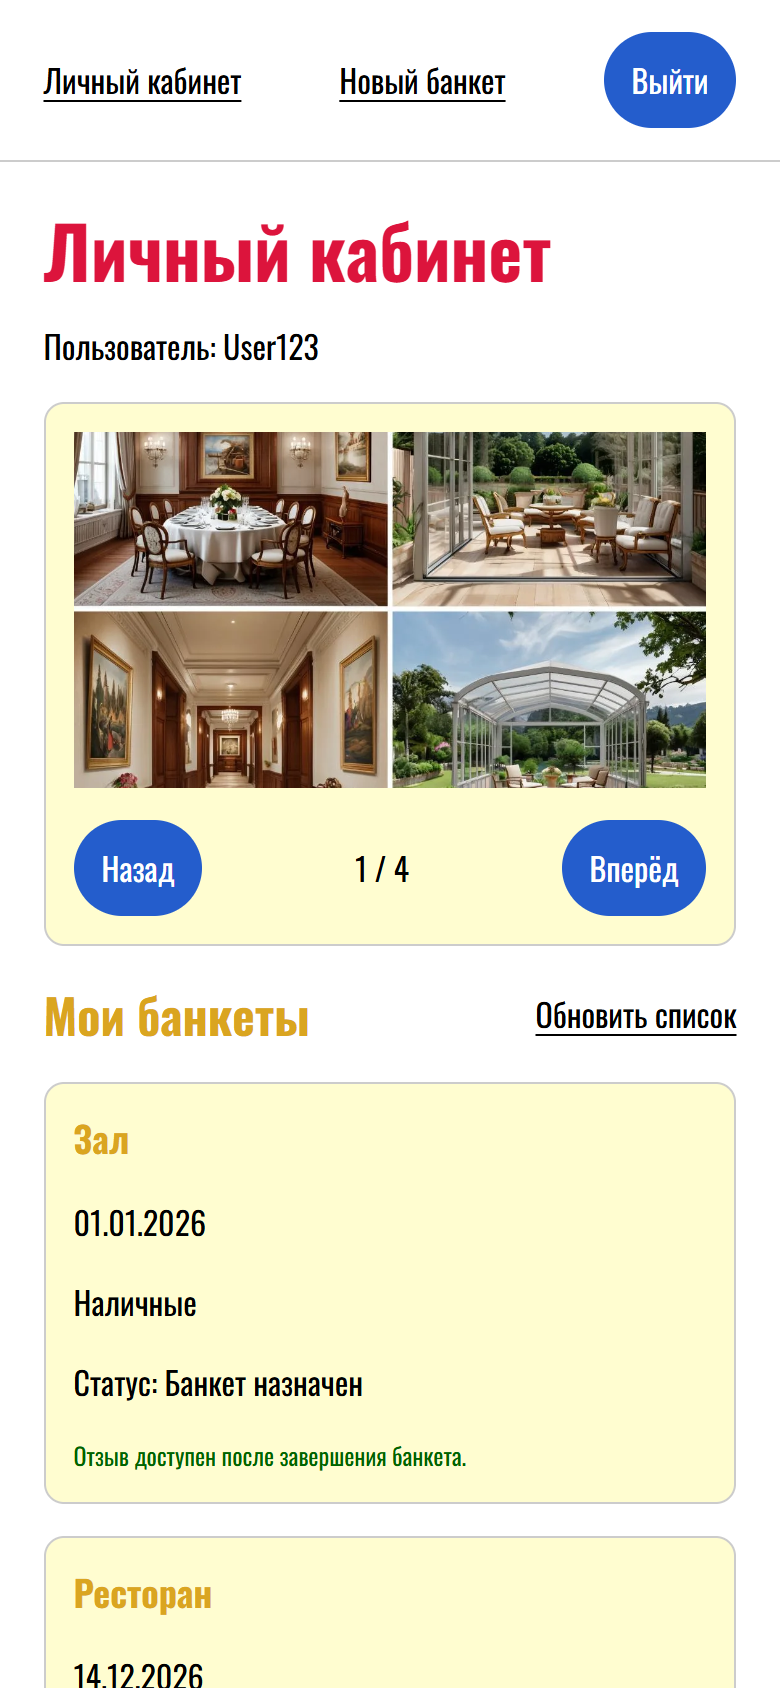 Личный кабинет Новый банкет Выйти
Личный кабинет
Пользователь: User123
Назад 1 / 4 Вперёд
Мои банкеты Обновить список
Зал
01.01.2026
Наличные
Статус: Банкет назначен
Отзыв доступен после завершения банкета.
Ресторан
14.12.2026